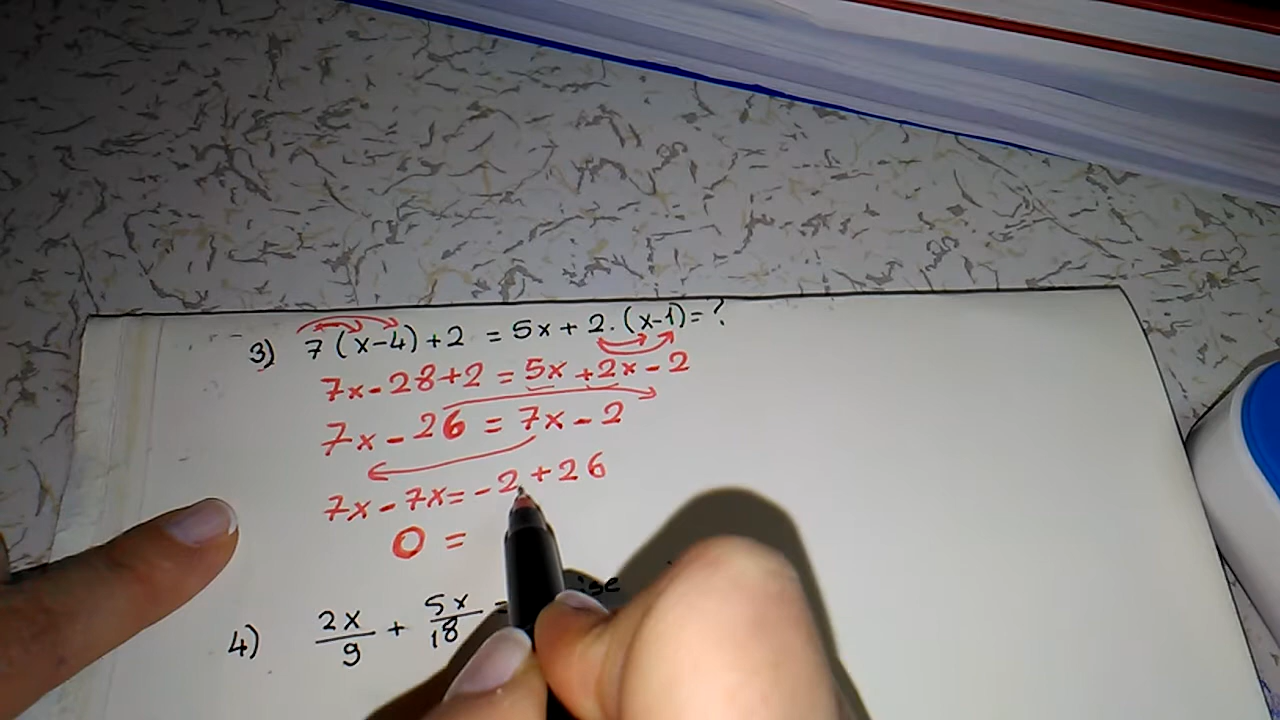 3) 7(x-4)+2 = 5x+2.(x-1)=?
7x-28+2=5x+2x-2
7x-26=7x-2
7x-7x=-2+26
0 =
4) 2x/9 + 5x/18 =